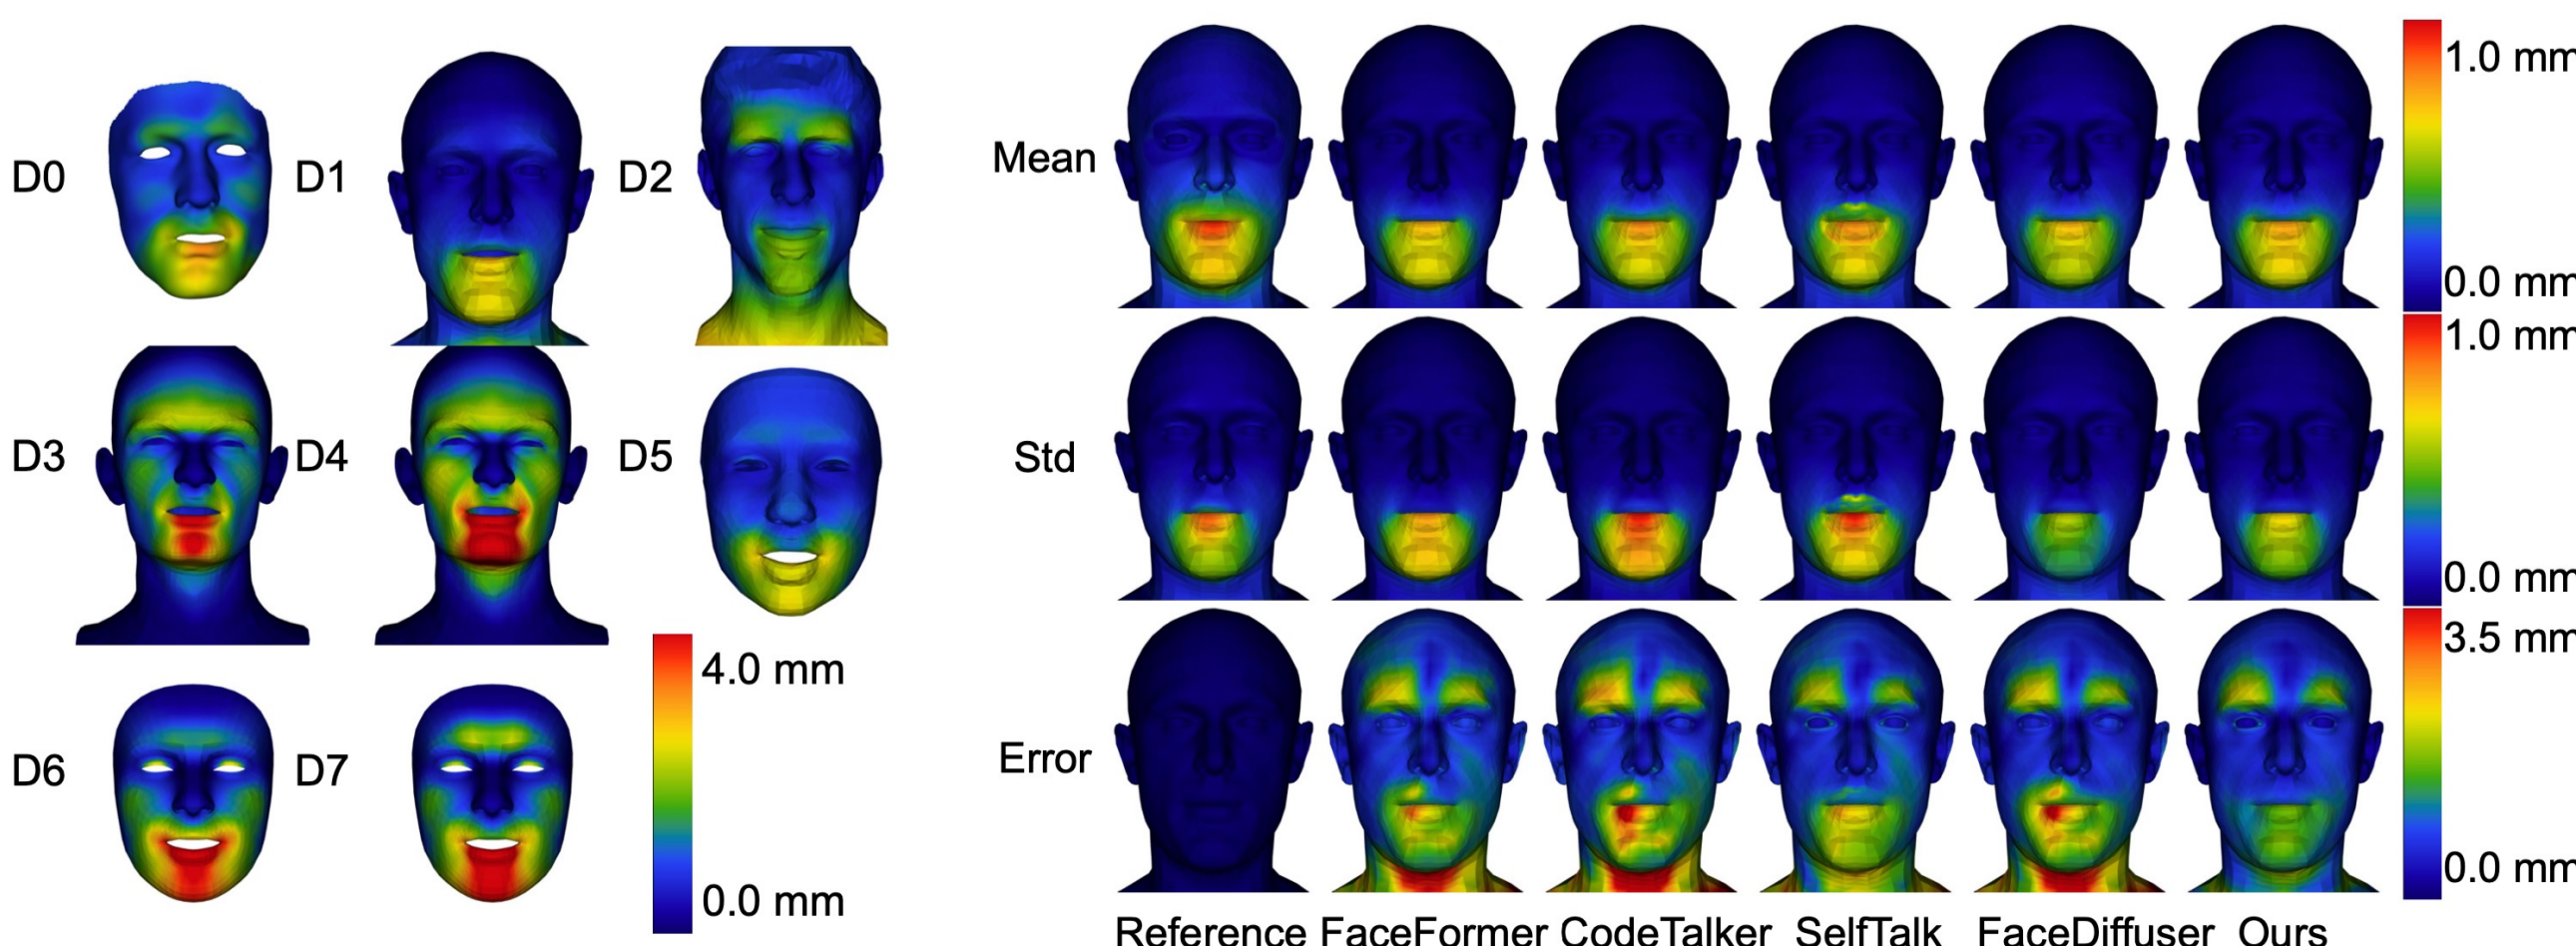 D0
D1
D2
D3
D4
D5
D6
D7
4.0 mm
0.0 mm
Mean
1.0 mm
0.0 mm
Std
1.0 mm
0.0 mm
Error
3.5 mm
0.0 mm
Reference FaceFormer CodeTalker SelfTalk FaceDiffuser Ours